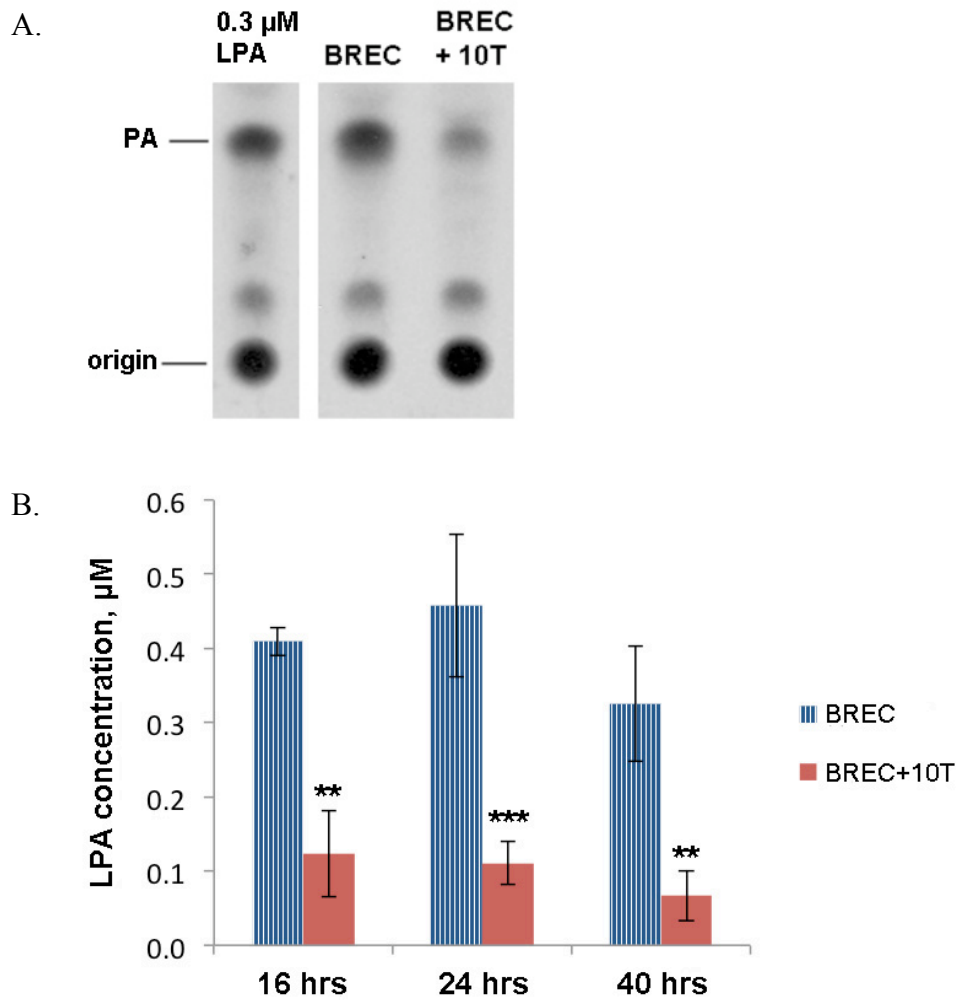 A.
0.3 µM
LPA
BREC
BREC
+ 10T
PA
origin
B.
LPA concentration, µM
0.6
0.5
0.4
0.3
0.2
0.1
0.0
**
***
**
16 hrs
24 hrs
40 hrs
BREC
BREC+10T